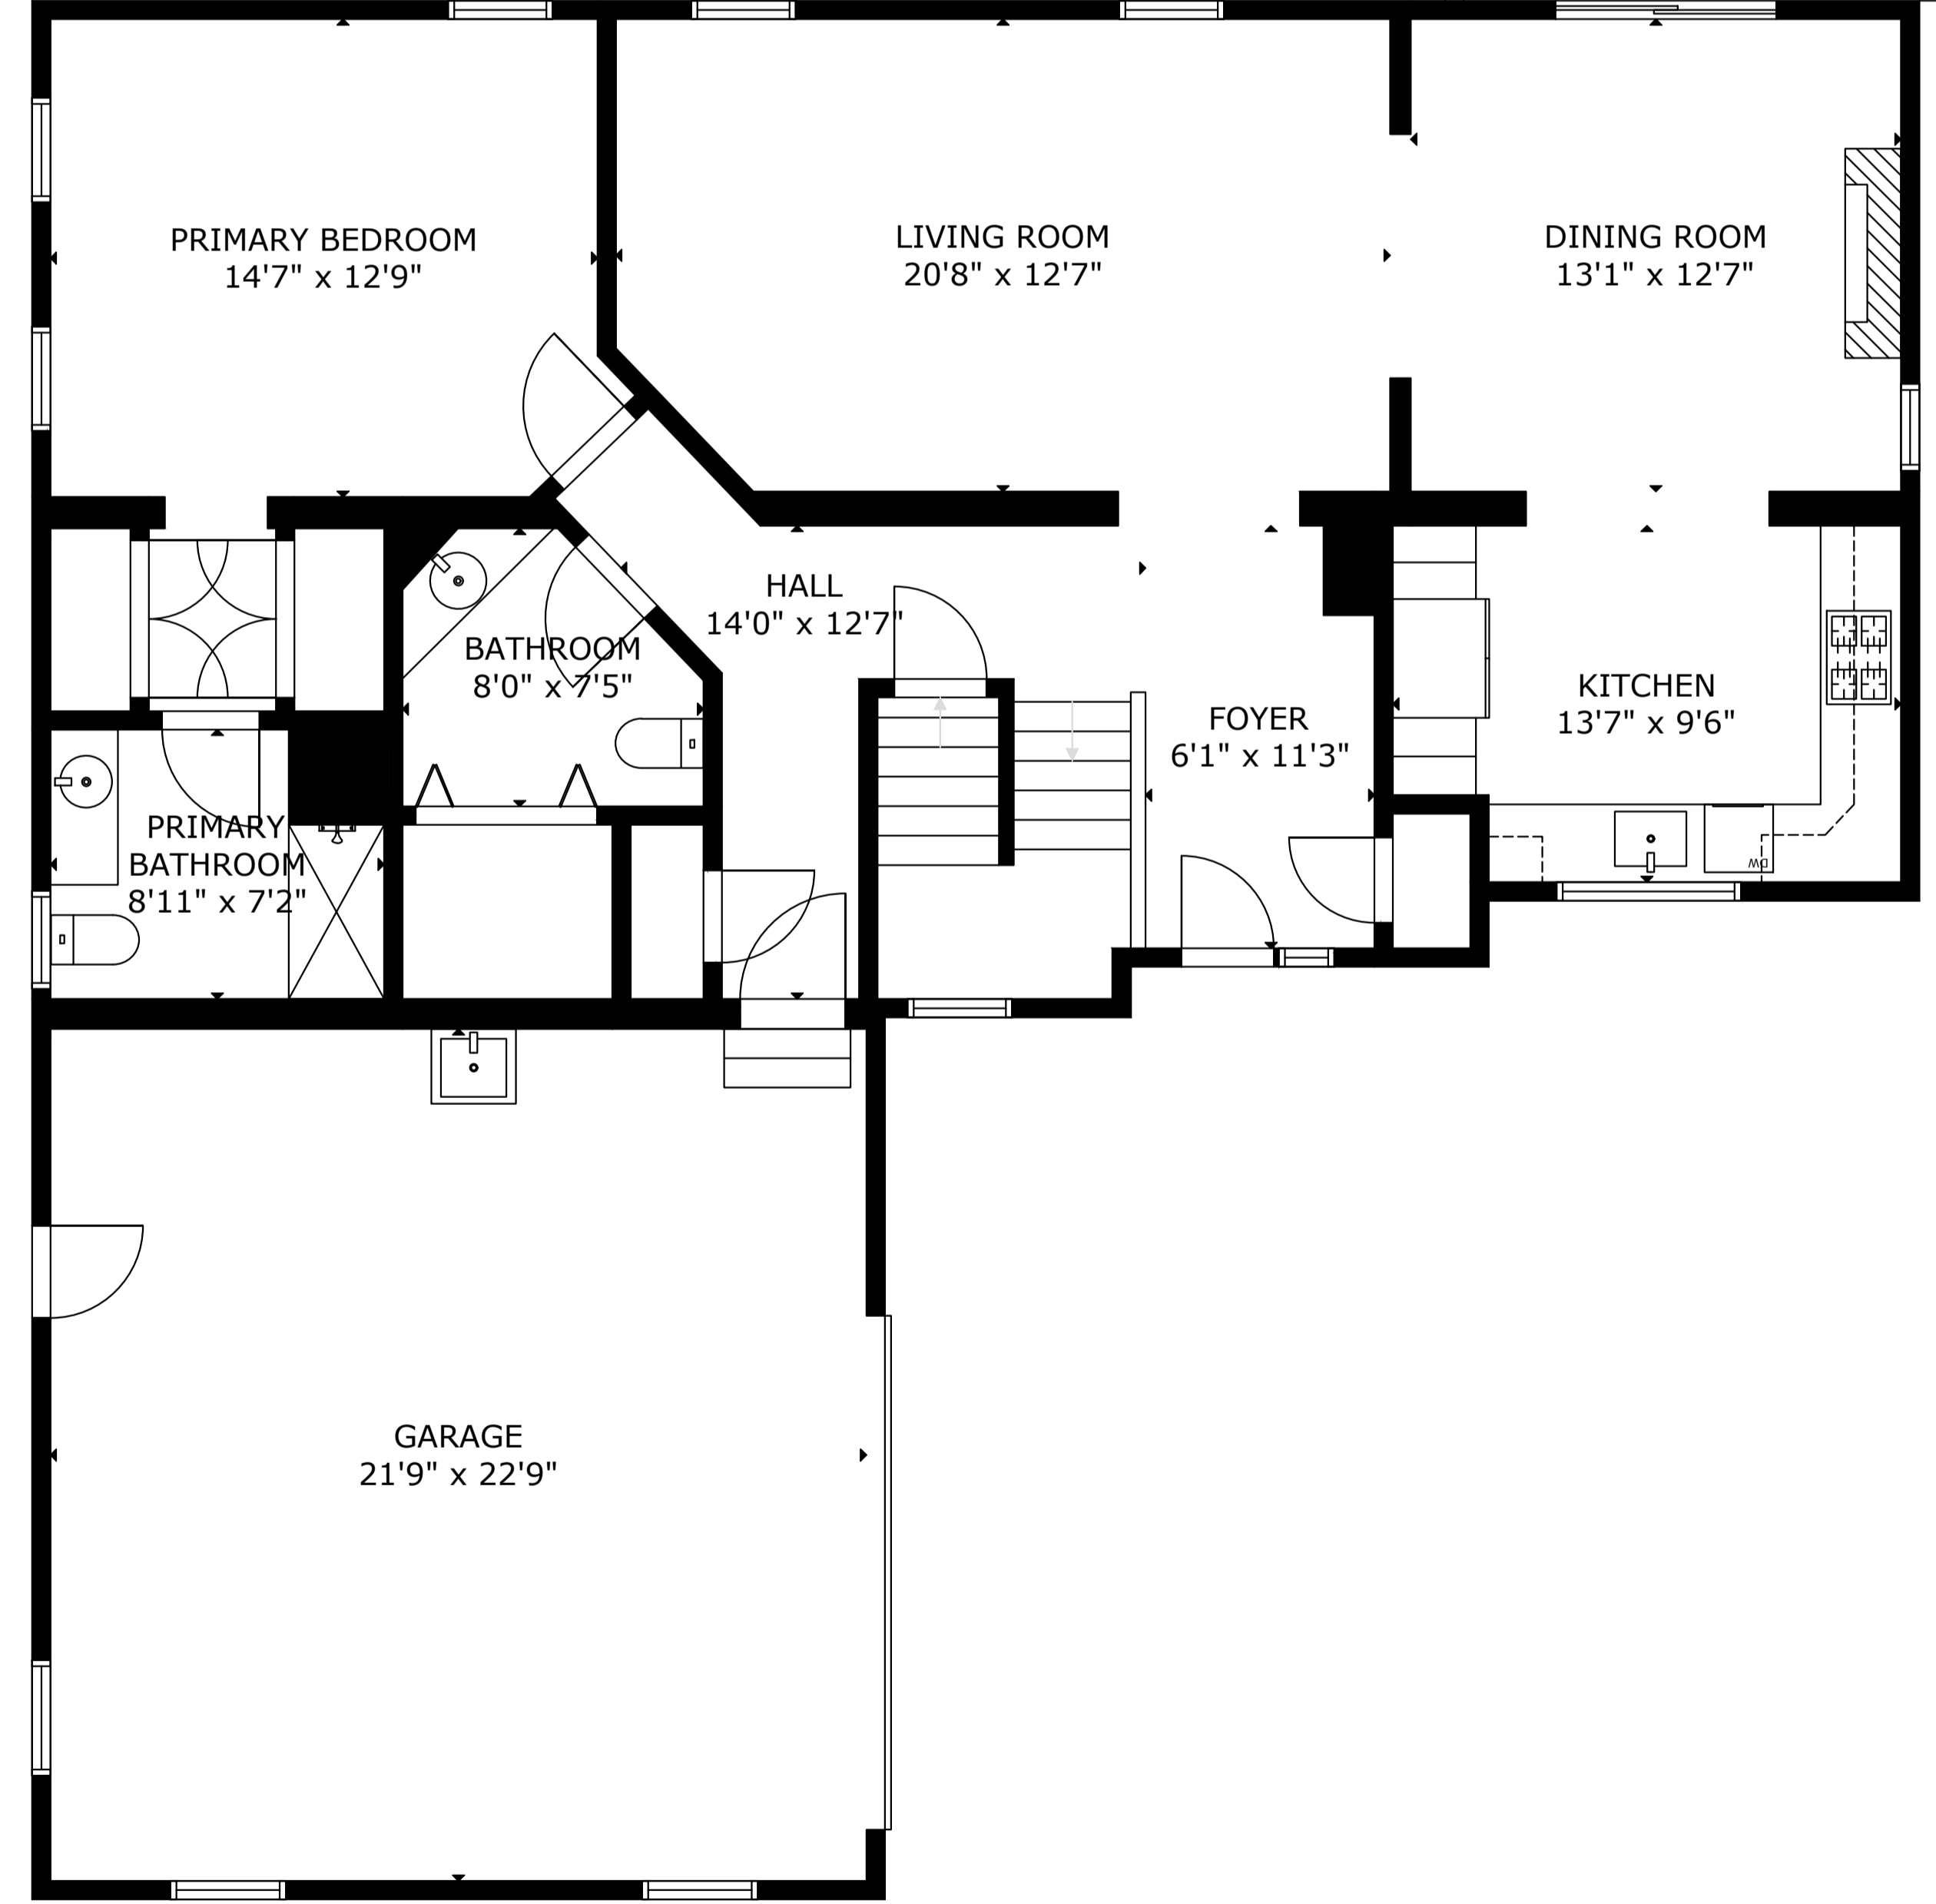 PRIMARY BEDROOM
14'7" x 12'9"
LIVING ROOM
20'8" x 12'7"
DINING ROOM
13'1" x 12'7"
HALL
14'0" x 12'7"
BATHROOM
8'0" x 7'5"
KITCHEN
13'7" x 9'6"
FOYER
6'1" x 11'3"
PRIMARY
BATHROOM
8'11" x 7'2"
DW
GARAGE
21'9" x 22'9"